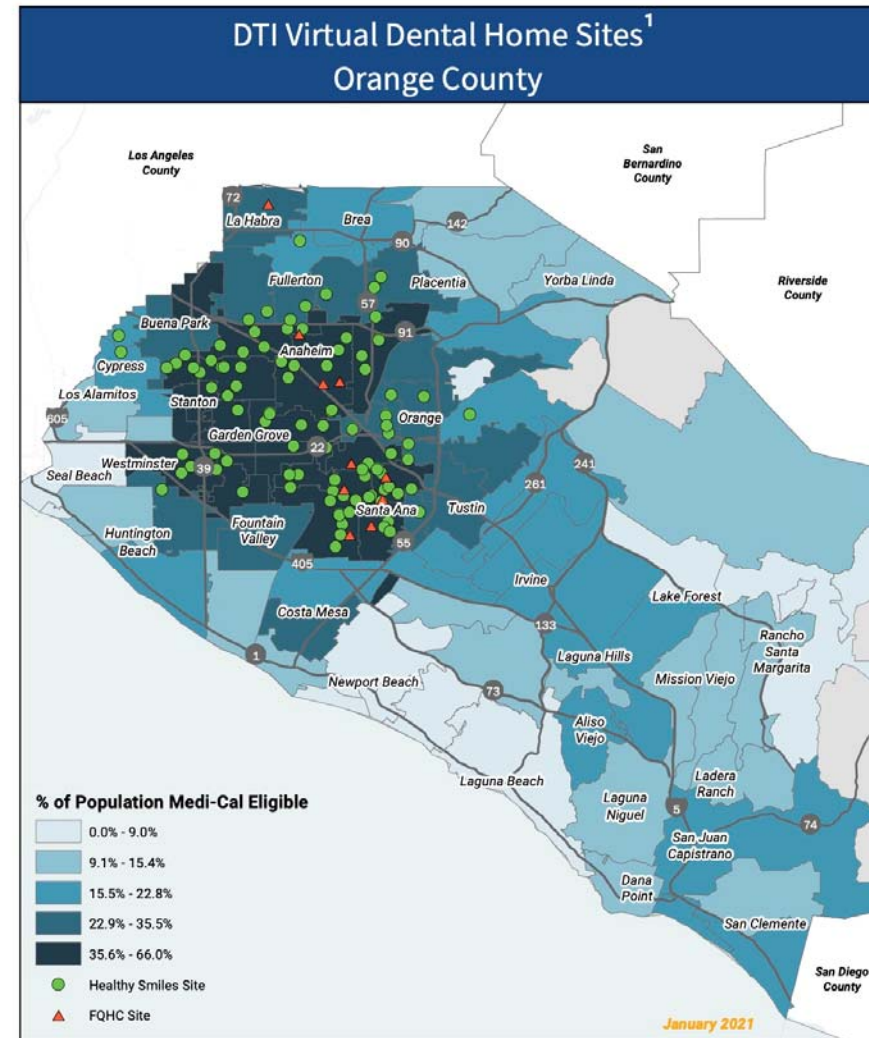 DTI Virtual Dental Home Sites¹
Orange County
Los Angeles
County
San
Bernardino
County
Riverside
County
72
La Habra
Brea
142
90
Fullerton
Placentia
Yorba Linda
57
Buena Park
91
Anaheim
Cypress
Los Alamitos
Stanton
605
Orange
Garden Grove
22
Westminster
39
241
Seal Beach
261
Santa Ana
Tustin
Fountain
Valley
Huntington
Beach
55
405
Irvine
Costa Mesa
Lake Forest
133
Rancho
Santa
Margarita
Laguna Hills
1
Mission Viejo
Newport Beach
73
Aliso
Viejo
Laguna Beach
Ladera
Ranch
Laguna
Niguel
5
74
San Juan
Capistrano
Dana
Point
San Clemente
San Diego
County
% of Population Medi-Cal Eligible
0.0% - 9.0%
9.1% - 15.4%
15.5% - 22.8%
22.9% - 35.5%
35.6% - 66.0%
Healthy Smiles Site
FQHC Site
January 2021